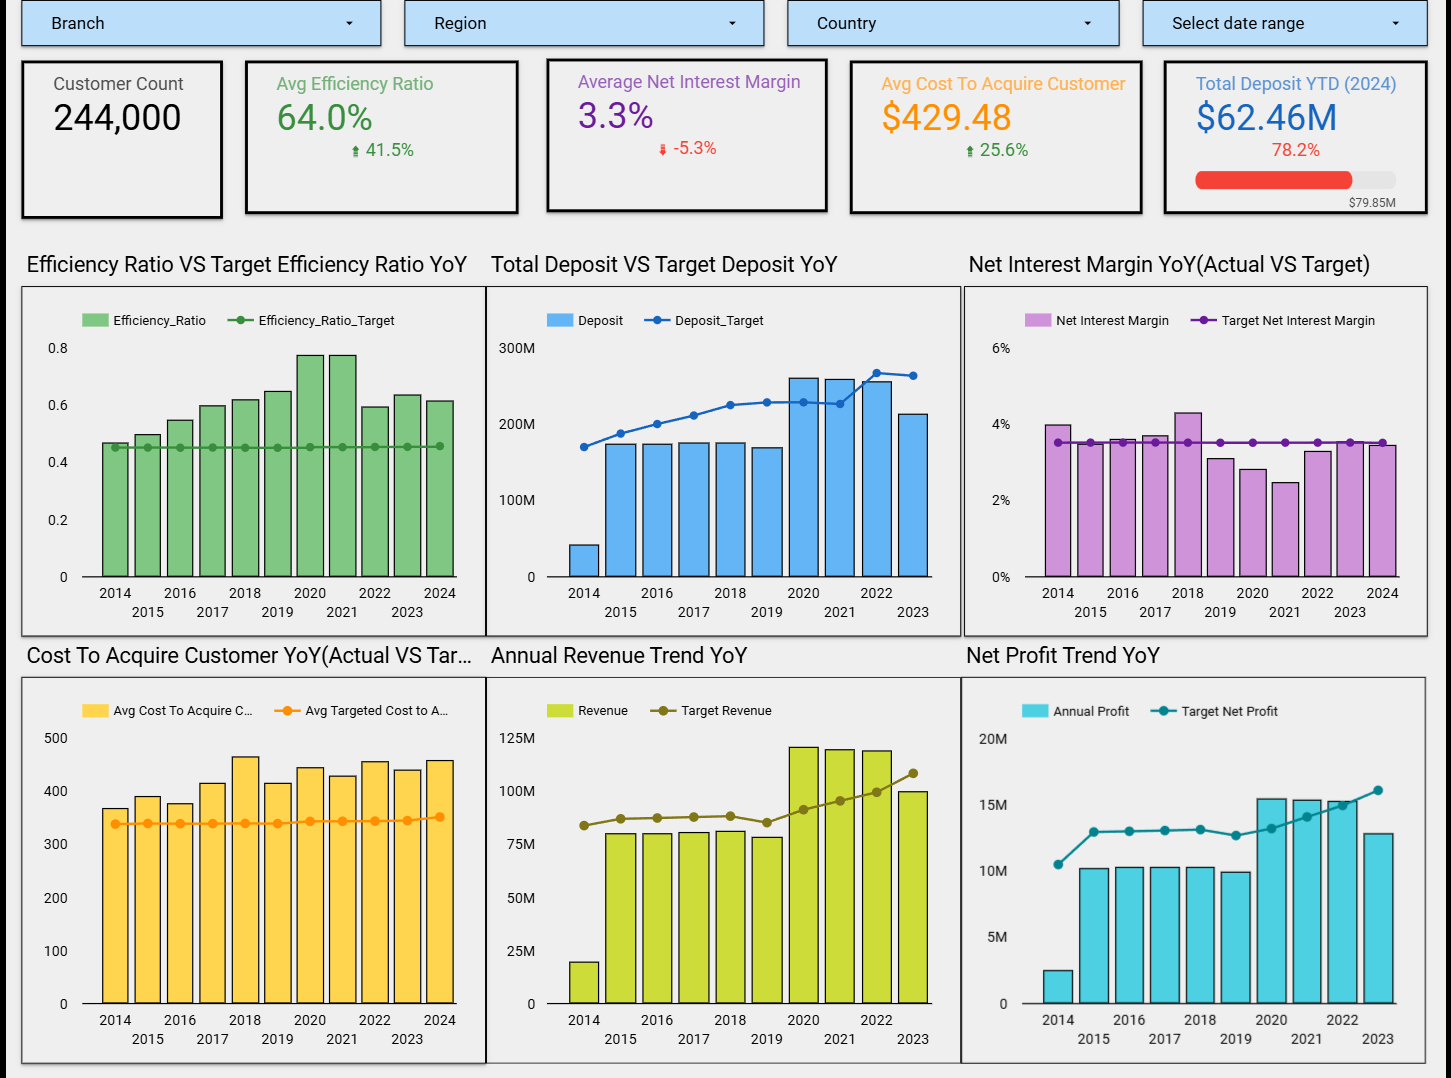 Branch
Region
Country
Select date range
Customer Count
244,000
Avg Efficiency Ratio
64.0%
41.5%
Average Net Interest Margin
3.3%
-5.3%
Avg Cost To Acquire Customer
$429.48
25.6%
Total Deposit YTD (2024)
$62.46M
78.2%
$79.85M
Efficiency Ratio VS Target Efficiency Ratio YoY
Efficiency_Ratio
Efficiency_Ratio_Target
0.8
0.6
0.4
0.2
0
2014 2016 2018 2020 2022 2024
2015 2017 2019 2021 2023
Total Deposit VS Target Deposit YoY
Deposit
Deposit_Target
300M
200M
100M
0
2014 2016 2018 2020 2022
2015 2017 2019 2021 2023
Net Interest Margin YoY(Actual VS Target)
Net Interest Margin
Target Net Interest Margin
6%
4%
2%
0%
2014 2016 2018 2020 2022 2024
2015 2017 2019 2021 2023
Cost To Acquire Customer YoY(Actual VS Tar...
Avg Cost To Acquire C...
Avg Targeted Cost to A...
500
400
300
200
100
0
2014 2016 2018 2020 2022 2024
2015 2017 2019 2021 2023
Annual Revenue Trend YoY
Revenue
Target Revenue
125M
100M
75M
50M
25M
0
2014 2016 2018 2020 2022
2015 2017 2019 2021 2023
Net Profit Trend YoY
Annual Profit
Target Net Profit
20M
15M
10M
5M
0
2014 2016 2018 2020 2022
2015 2017 2019 2021 2023